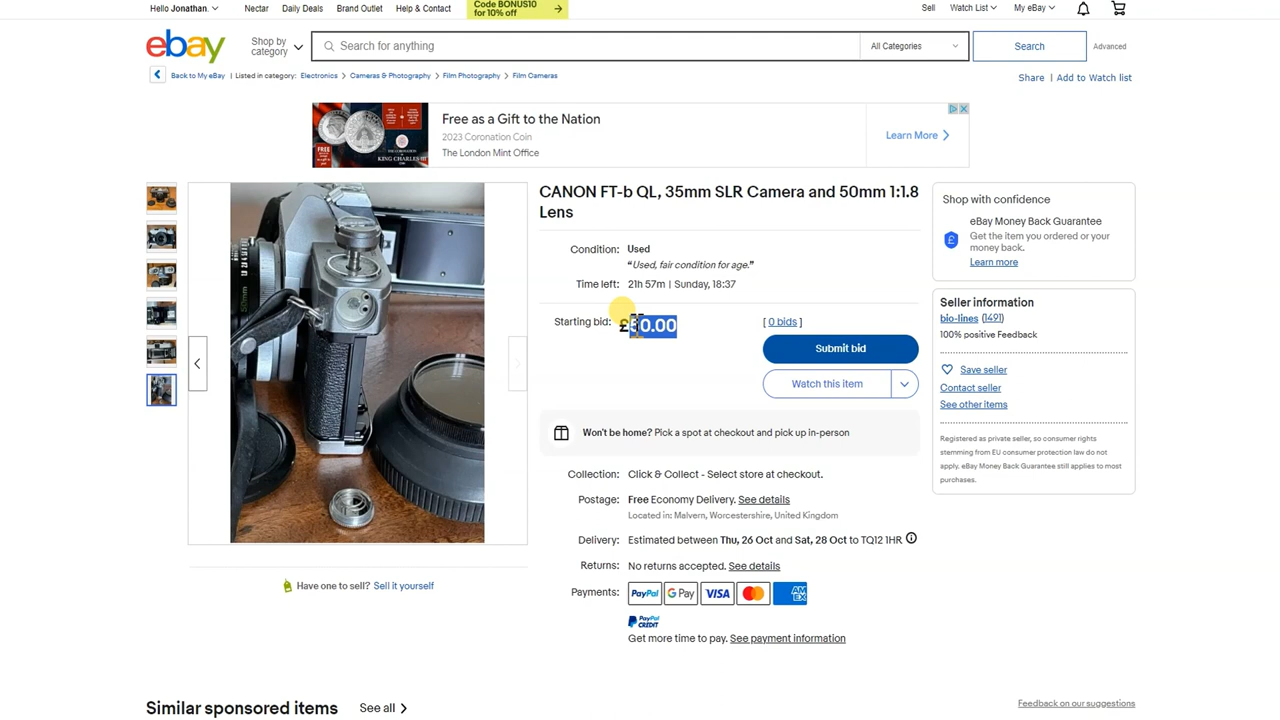 Hello Jonathan.
Nectar
Daily Deals
Brand Outlet
Help & Contact
Code BONUS10
for 10% off
Sell
Watch List
My eBay
ebay
Shop by
category
Search for anything
All Categories
Search
Advanced
Back to My eBay | Listed in category: Electronics > Cameras & Photography > Film Photography > Film Cameras
Share | Add to Watch list
Free as a Gift to the Nation
2023 Coronation Coin
The London Mint Office
Learn More
CANON FT-b QL, 35mm SLR Camera and 50mm 1:1.8
Lens
Condition: Used
“Used, fair condition for age.”
Time left: 21h 57m | Sunday, 18:37
Starting bid:
[ 0 bids ]
Submit bid
Watch this item
Won't be home? Pick a spot at checkout and pick up in-person
Collection: Click & Collect - Select store at checkout.
Postage: Free Economy Delivery. See details
Located in: Malvern, Worcestershire, United Kingdom
Delivery: Estimated between Thu, 26 Oct and Sat, 28 Oct to TQ12 1HR
Returns: No returns accepted. See details
Payments: PayPal G Pay VISA AM EX
PayPal
CREDIT
Get more time to pay. See payment information
Shop with confidence
eBay Money Back Guarantee
Get the item you ordered or your
money back.
Learn more
Seller information
bio-lines (1491)
100% positive Feedback
Save seller
Contact seller
See other items
Registered as private seller, so consumer rights
stemming from EU consumer protection law do not
apply. eBay Money Back Guarantee still applies to most
purchases.
Have one to sell? Sell it yourself
Similar sponsored items
See all
Feedback on our suggestions